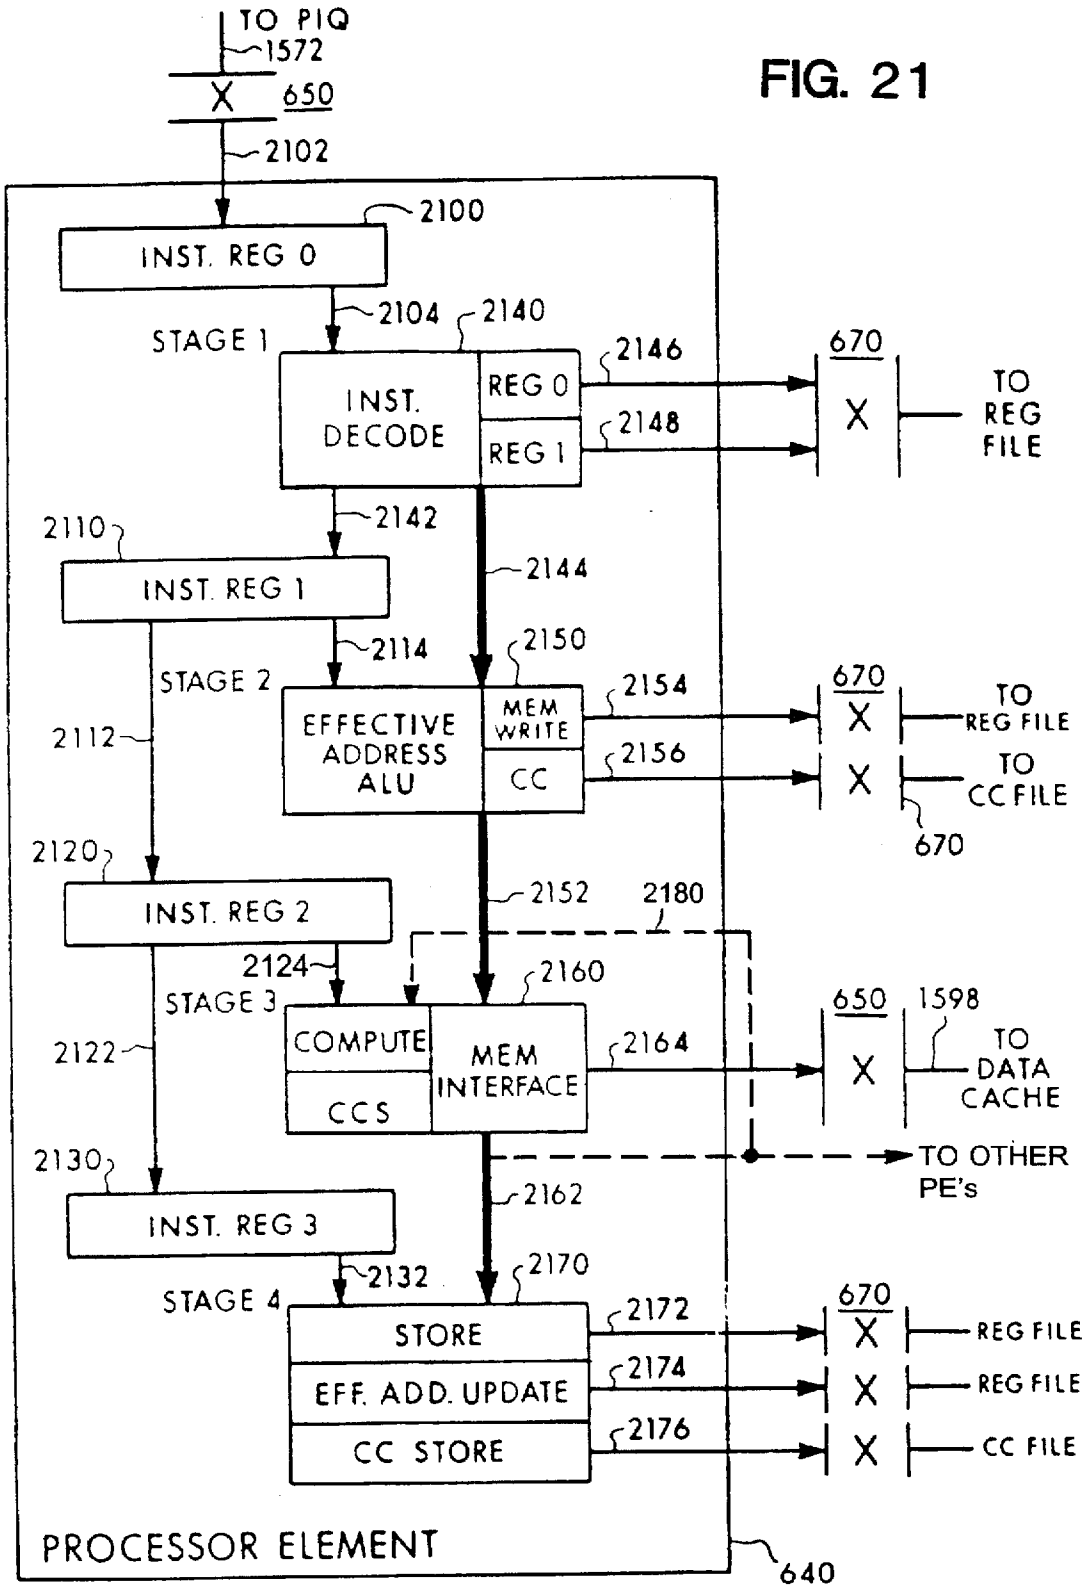 TO PIQ
1572
FIG. 21
X 650
2102
2100
INST. REG 0
2104 2140
STAGE 1
2146 670
REG 0
INST.
DECODE
X
TO
REG
FILE
2148
REG 1
2142
2110
2144
INST. REG 1
2114
2150
STAGE 2
2154 670
MEM
WRITE
X
TO
REG FILE
EFFECTIVE
ADDRESS
ALU
2112
2156
CC
X
TO
CC FILE
670
2120
2152 2180
INST. REG 2
2124
2160
STAGE 3
650 1598
COMPUTE
2164
MEM
INTERFACE
X
TO
DATA
CACHE
2122
CCS
2130
TO OTHER
PE's
2162
INST. REG 3
2132 2170
STAGE 4
670
STORE
2172
X REG FILE
2174
EFF. ADD. UPDATE
X REG FILE
2176
CC STORE
X CC FILE
PROCESSOR ELEMENT
640